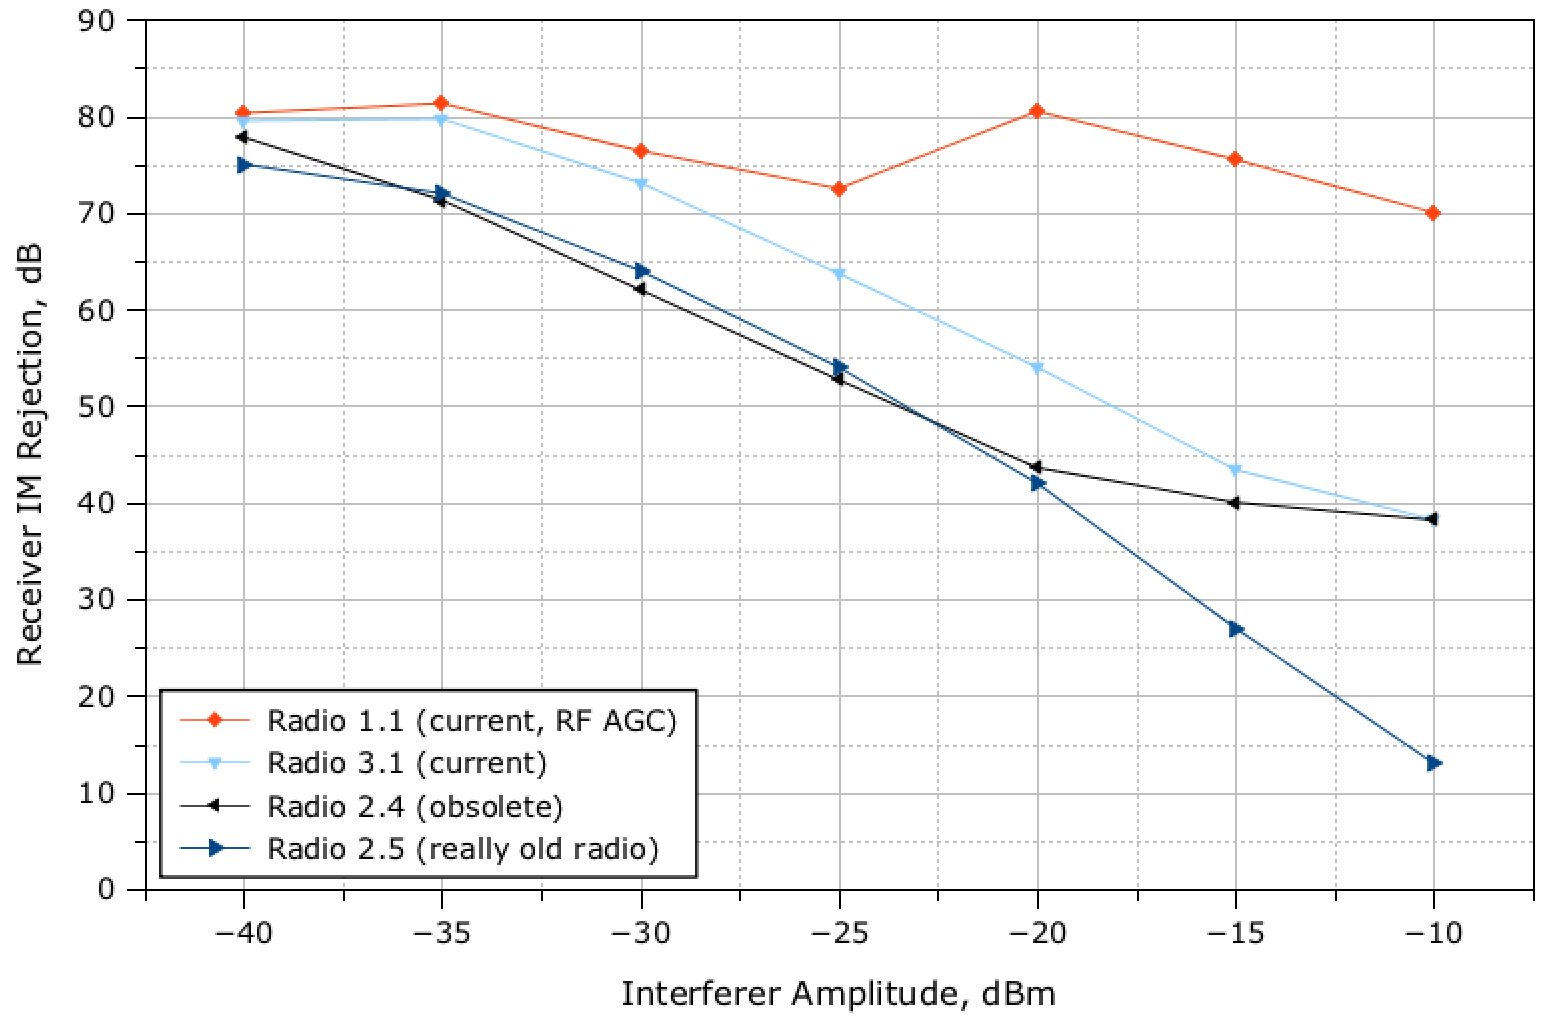 90
80
70
60
50
40
30
20
10
0
Receiver IM Rejection, dB
Radio 1.1 (current, RF AGC)
Radio 3.1 (current)
Radio 2.4 (obsolete)
Radio 2.5 (really old radio)
−40 −35 −30 −25 −20 −15 −10
Interferer Amplitude, dBm